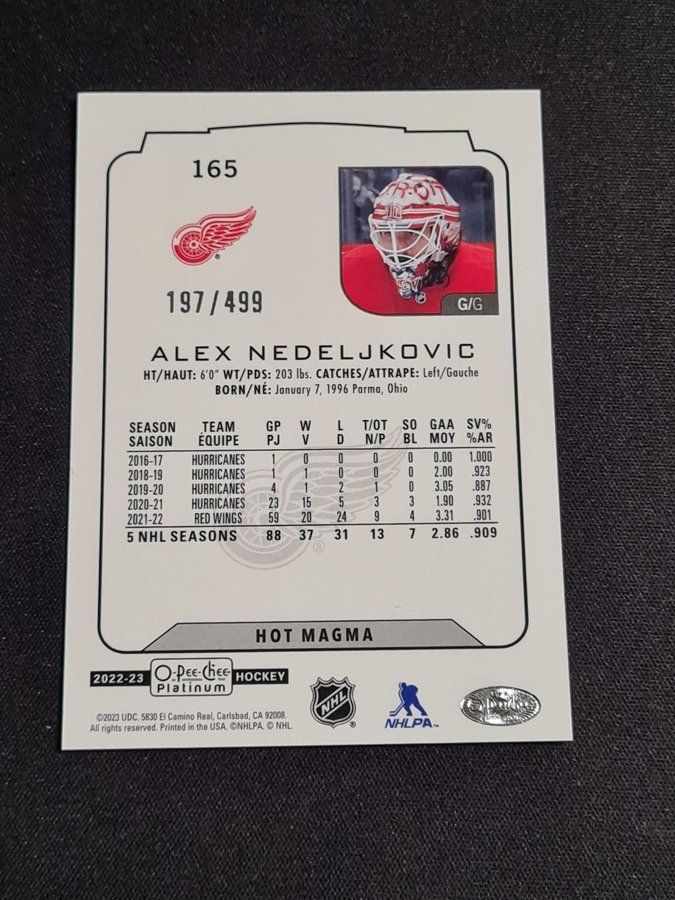 165
DETROIT
197/499
G/G
ALEX NEDELJKOVIC
HT/HAUT: 6'0" WT/PDS: 203 lbs. CATCHES/ATTRAPE: Left/Gauche
BORN/NÉ: January 7, 1996 Parma, Ohio
SEASON TEAM GP W L T/OT SO GAA SV%
SAISON ÉQUIPE PJ V D N/P BL MOY %AR
2016-17 HURRICANES 1 0 0 0 0 0.00 1.000
2018-19 HURRICANES 1 1 0 0 0 2.00 .923
2019-20 HURRICANES 4 1 2 1 0 3.05 .887
2020-21 HURRICANES 23 15 5 3 3 1.90 .932
2021-22 RED WINGS 59 20 24 9 4 3.31 .901
5 NHL SEASONS 88 37 31 13 7 2.86 .909
®
HOT MAGMA
2022-23 O-Pee-Chee Platinum HOCKEY
NHL ®
NHLPA™
©2023 UDC. 5830 El Camino Real, Carlsbad, CA 92008.
All rights reserved. Printed in the USA. ©NHLPA. © NHL.